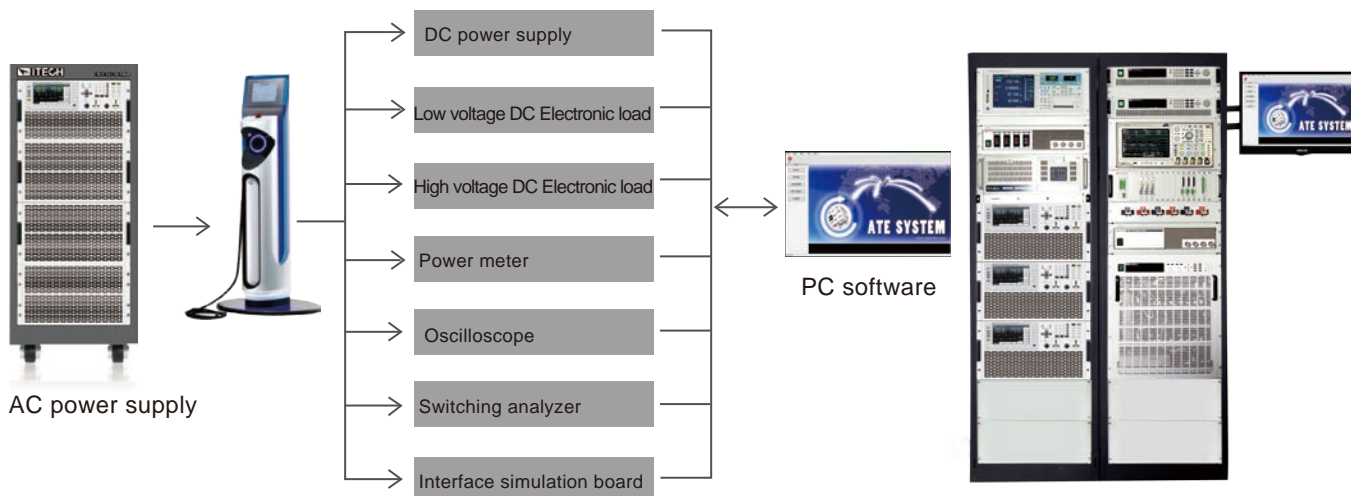 ITECH
AC power supply
DC power supply
Low voltage DC Electronic load
High voltage DC Electronic load
Power meter
Oscilloscope
Switching analyzer
Interface simulation board
ATE SYSTEM
PC software
ATE SYSTEM